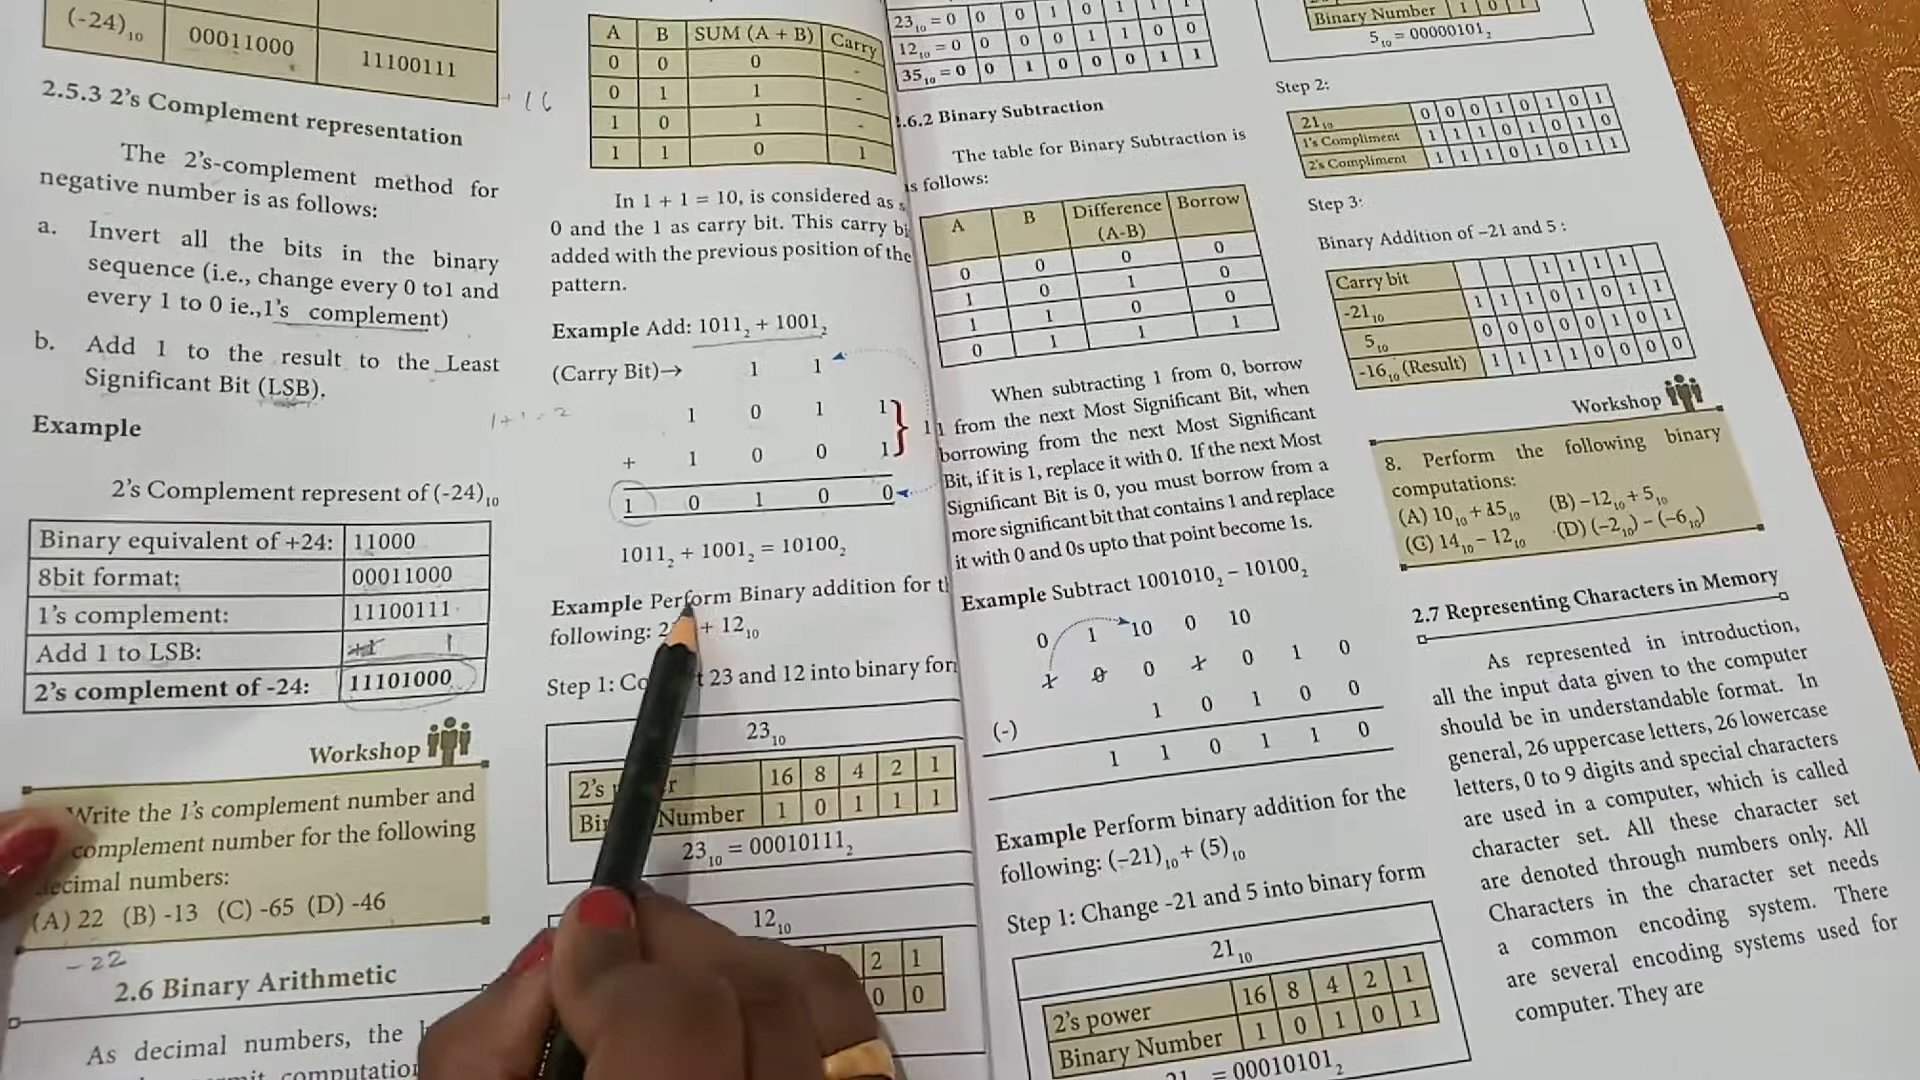 (-24)10 00011000 11100111
16
2.5.3 2's Complement representation
The 2's-complement method for
negative number is as follows:
a. Invert all the bits in the binary
sequence (i.e., change every 0 to1 and
every 1 to 0 ie.,1's complement)
b. Add 1 to the result to the Least
Significant Bit (LSB).
Example
2's Complement represent of (-24)10
Binary equivalent of +24: 11000
8bit format: 00011000
1's complement: 11100111
Add 1 to LSB: 1
2's complement of -24: 11101000
Workshop
Write the 1's complement number and
complement number for the following
decimal numbers:
(A) 22 (B) -13 (C) -65 (D) -46
-22
2.6 Binary Arithmetic
As decimal numbers, the
A B SUM (A + B) Carry
0 0 0 -
0 1 1 -
1 0 1 -
1 1 0 1
In 1 + 1 = 10, is considered as
0 and the 1 as carry bit. This carry
added with the previous position of the
pattern.
Example Add: 10112 + 10012
(Carry Bit)→ 1 1
1+1=2
1 0 1 1
+ 1 0 0 1
1 0 1 0 0
10112 + 10012 = 101002
Example Perform Binary addition for
following: + 1210
Step 1: 23 and 12 into binary
2310
2's 16 8 4 2 1
Number 1 0 1 1 1
2310 = 000101112
1210
2 1
0 0
2310 = 0 0 0 1 0 1 1 1
1210 = 0 0 0 0 1 1 0 0
3510 = 0 0 1 0 0 0 1 1
.6.2 Binary Subtraction
The table for Binary Subtraction is
as follows:
A B Difference (A-B) Borrow
0 0 0 0
1 0 1 0
1 1 0 0
0 1 1 1
When subtracting 1 from 0, borrow
1 from the next Most Significant Bit, when
borrowing from the next Most Significant
Bit, if it is 1, replace it with 0. If the next Most
Significant Bit is 0, you must borrow from a
more significant bit that contains 1 and replace
it with 0 and 0s upto that point become 1s.
Example Subtract 10010102 – 101002
0 1 10 0 10
1 0 0 1 0 1 0
(-) 1 0 1 0 0
1 1 0 1 1 0
Example Perform binary addition for the
following: (–21)10 + (5)10
Step 1: Change -21 and 5 into binary form
2110
2's power 16 8 4 2 1
Binary Number 1 0 1 0 1
= 000101012
Binary Number 1 0 1
510 = 000001012
Step 2:
2110 0 0 0 1 0 1 0 1
1's Compliment 1 1 1 0 1 0 1 0
2's Compliment 1 1 1 0 1 0 1 1
Step 3:
Binary Addition of –21 and 5 :
Carry bit 1 1 1 1
-2110 1 1 1 0 1 0 1 1
510 0 0 0 0 0 1 0 1
-1610 (Result) 1 1 1 1 0 0 0 0
Workshop
8. Perform the following binary
computations:
(A) 1010 + 1510 (B) –1210 + 510
(C) 1410 – 1210 (D) (–210) – (–610)
2.7 Representing Characters in Memory
As represented in introduction,
all the input data given to the computer
should be in understandable format. In
general, 26 uppercase letters, 26 lowercase
letters, 0 to 9 digits and special characters
are used in a computer, which is called
character set. All these character set
are denoted through numbers only. All
Characters in the character set needs
a common encoding system. There
are several encoding systems used for
computer. They are